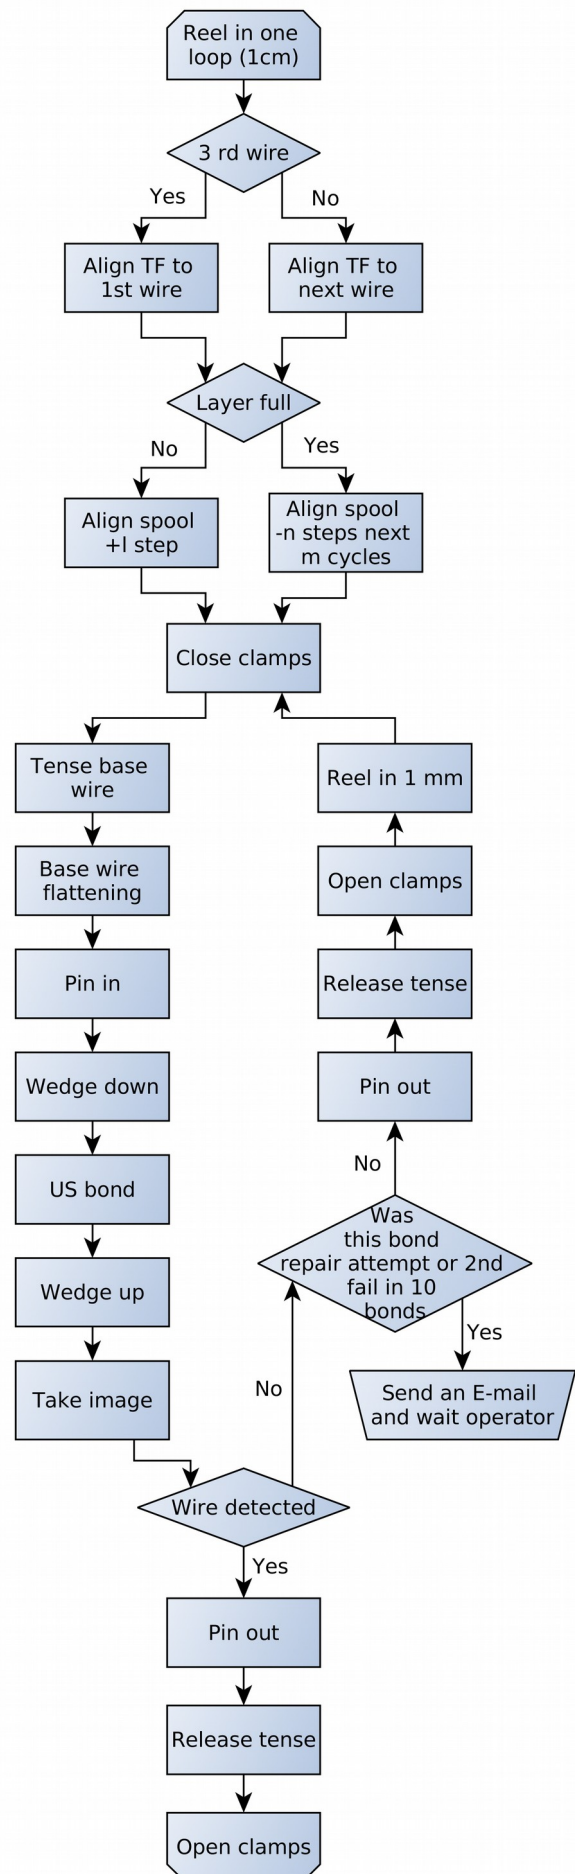 Reel in one
loop (1cm)
3 rd wire
Yes
No
Align TF to
1st wire
Align TF to
next wire
Layer full
No
Yes
Align spool
+l step
Align spool
-n steps next
m cycles
Close clamps
Tense base
wire
Reel in 1 mm
Base wire
flattening
Open clamps
Pin in
Release tense
Wedge down
Pin out
US bond
No
Was
this bond
repair attempt or 2nd
fail in 10
bonds
Wedge up
Yes
Take image
Send an E-mail
and wait operator
No
Wire detected
Yes
Pin out
Release tense
Open clamps